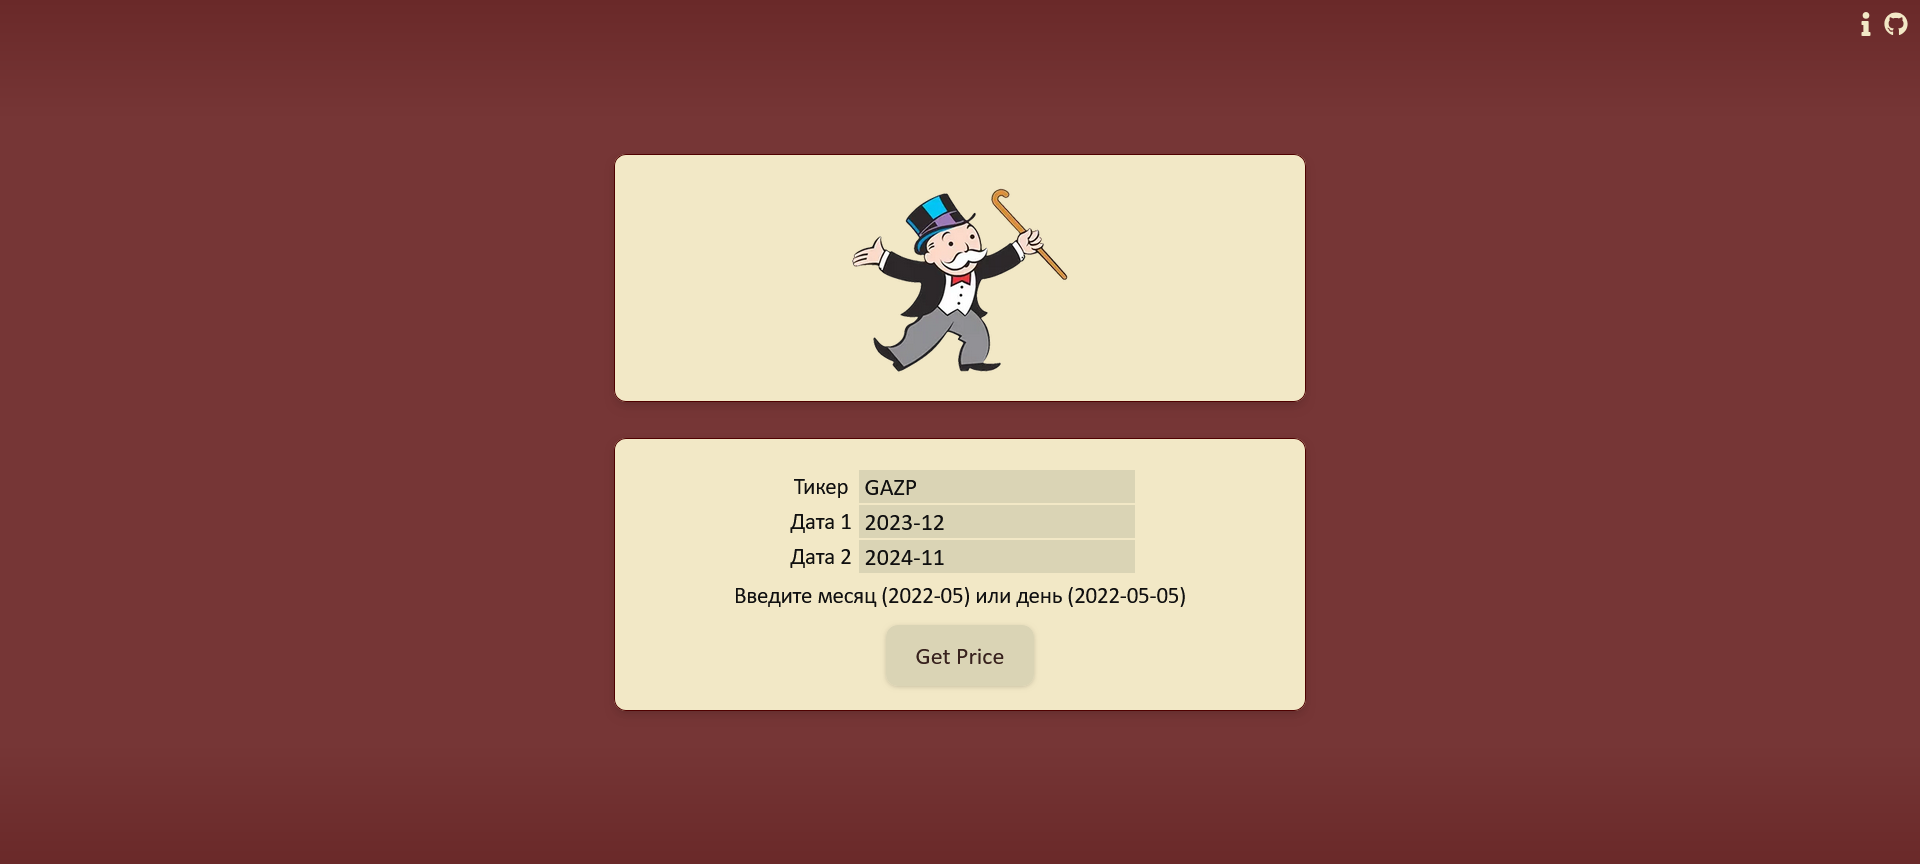 Тикер GAZP
Дата 1 2023-12
Дата 2 2024-11
Введите месяц (2022-05) или день (2022-05-05)
Get Price